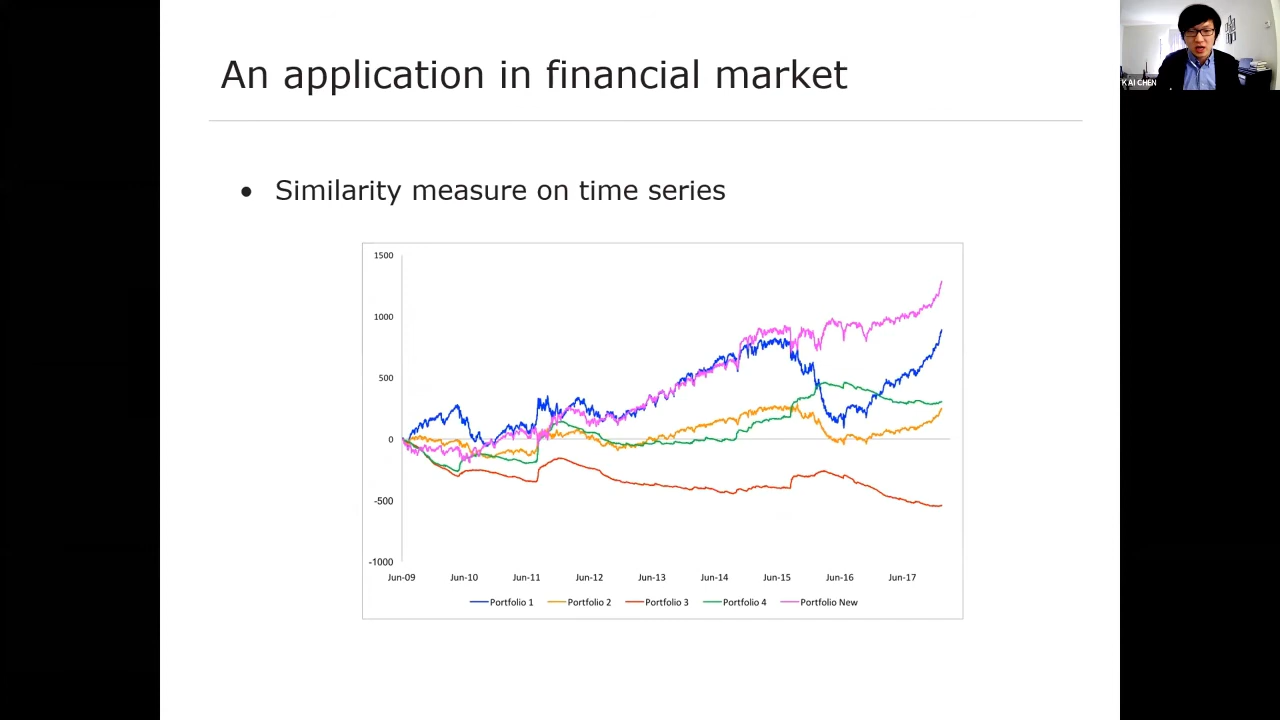 An application in financial market
KAI CHEN
• Similarity measure on time series
1500
1000
500
0
-500
-1000
Jun-09 Jun-10 Jun-11 Jun-12 Jun-13 Jun-14 Jun-15 Jun-16 Jun-17
Portfolio 1 Portfolio 2 Portfolio 3 Portfolio 4 Portfolio New